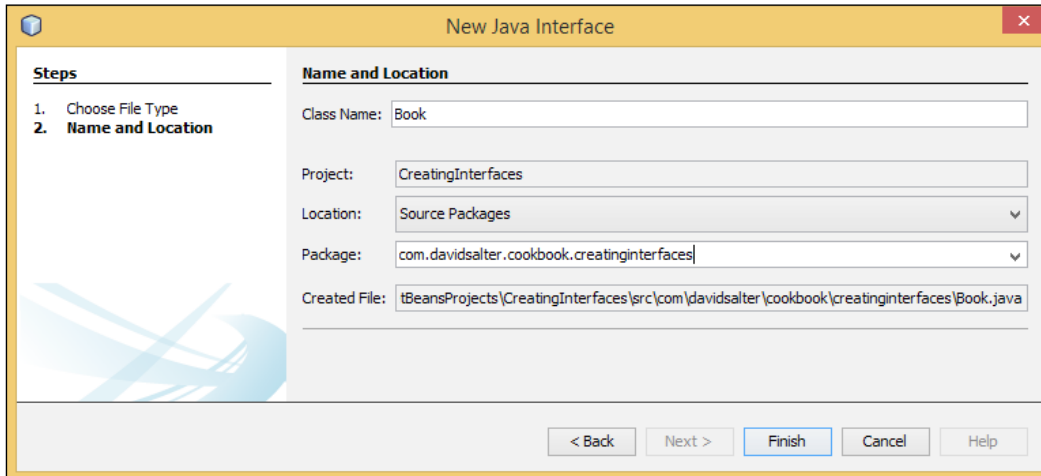 New Java Interface
Steps
1. Choose File Type
2. Name and Location
Name and Location
Class Name: Book
Project: CreatingInterfaces
Location: Source Packages
Package: com.davidsalter.cookbook.creatinginterfaces
Created File: tBeansProjects\CreatingInterfaces\src\com\davidsalter\cookbook\creatinginterfaces\Book.java
< Back Next > Finish Cancel Help